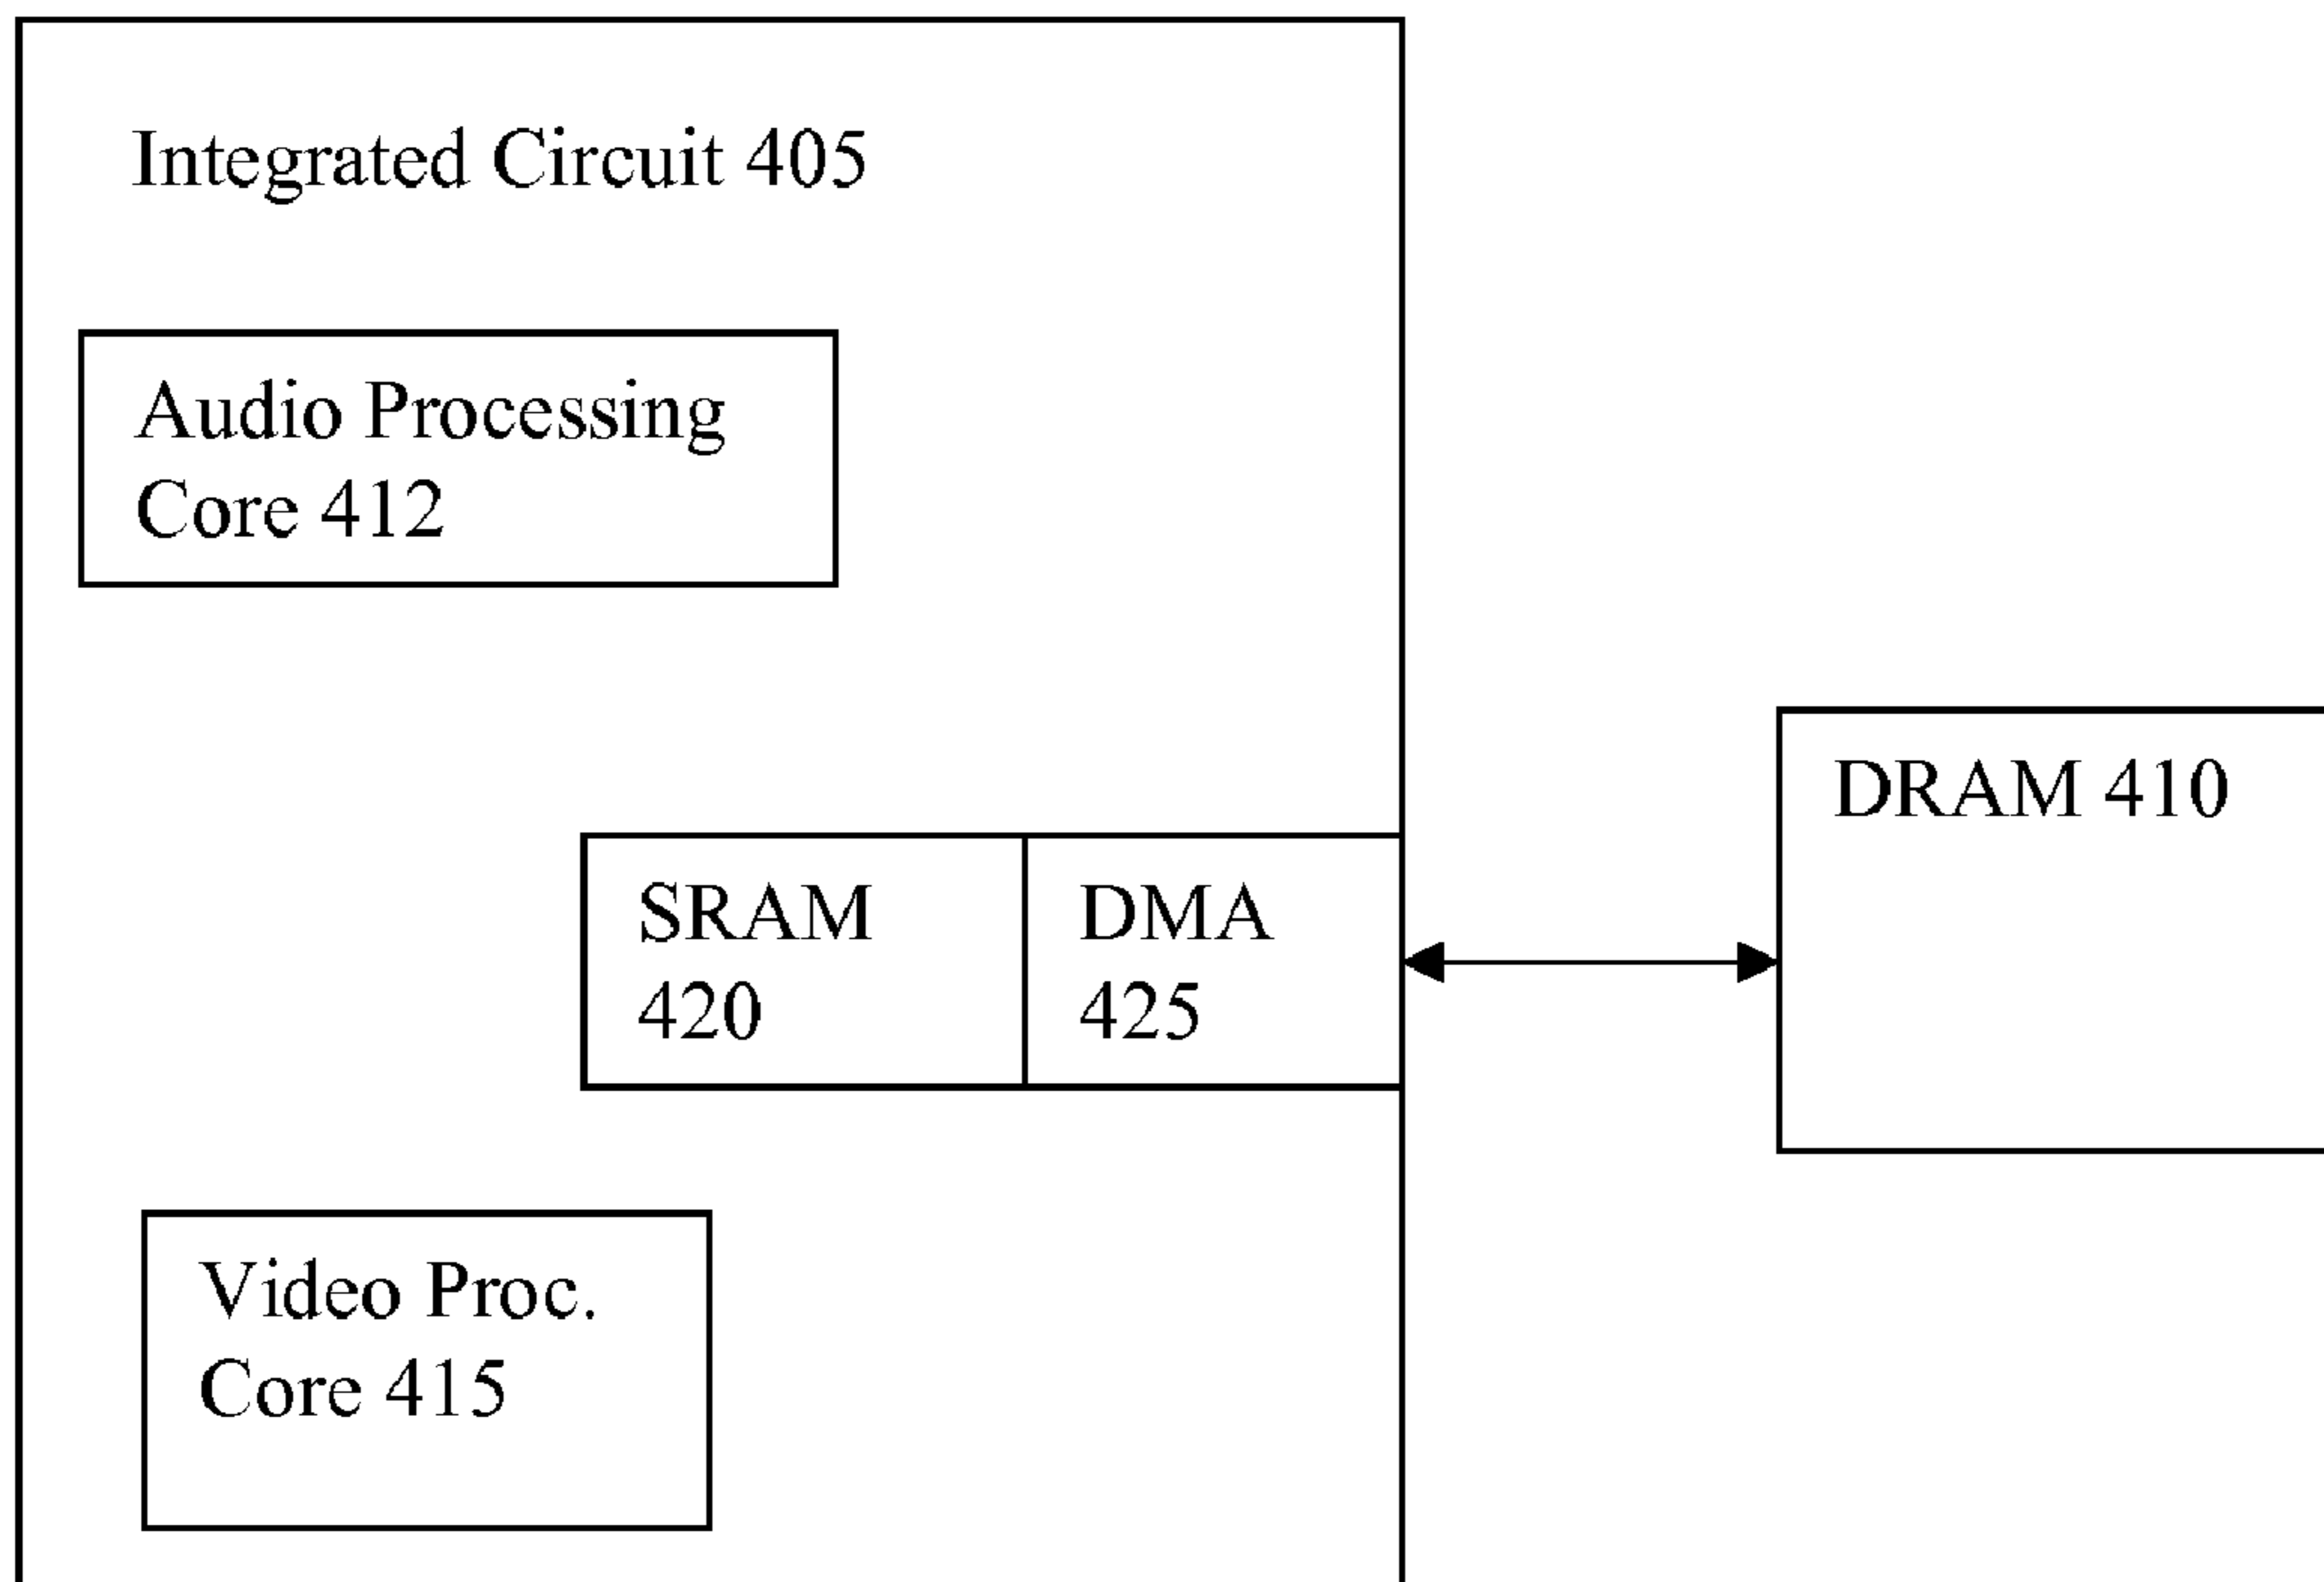 Integrated Circuit 405
Audio Processing
Core 412
DRAM 410
SRAM
420
DMA
425
Video Proc.
Core 415